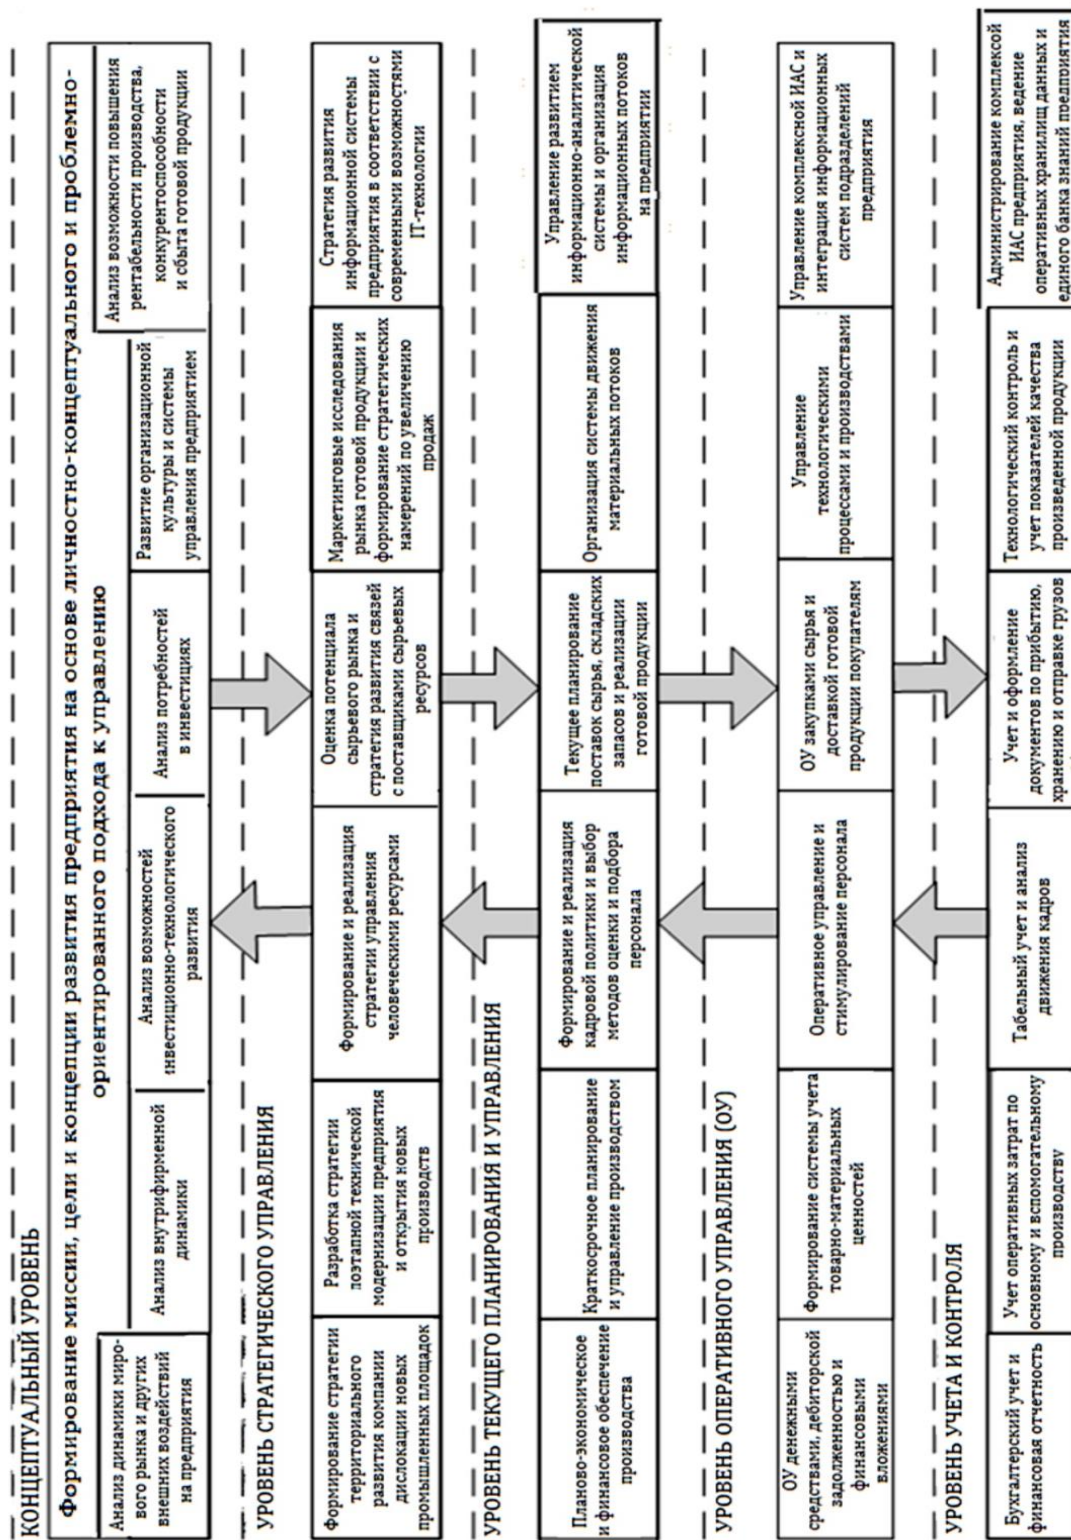 КОНЦЕПТУАЛЬНЫЙ УРОВЕНЬ
Формирование миссии, цели и концепции развития предприятия на основе личностно-концептуального и проблемно-
ориентированного подхода к управлению
Анализ динамики миро-
вого рынка и других
внешних воздействий
на предприятия
Анализ внутрифирменной
динамики
Анализ возможностей
инвестиционно-технологического
развития
Анализ потребностей
в инвестициях
Развитие организационной
культуры и системы
управления предприятием
Анализ возможности повышения
рентабельности производства,
конкурентоспособности
и сбыта готовой продукции
УРОВЕНЬ СТРАТЕГИЧЕСКОГО УПРАВЛЕНИЯ
Формирование стратегии
территориального
развития компании
дислокации новых
промышленных площадок
Разработка стратегии
поэтапной технической
модернизации предприятия
и открытия новых
производств
Формирование и реализация
стратегии управления
человеческими ресурсами
Оценка потенциала
сырьевого рынка и
стратегия развития связей
с поставщиками сырьевых
ресурсов
Маркетинговые исследования
рынка готовой продукции и
формирование стратегических
намерений по увеличению
продаж
Стратегия развития
информационной системы
предприятия в соответствии с
современными возможностями
IT-технологии
УРОВЕНЬ ТЕКУЩЕГО ПЛАНИРОВАНИЯ И УПРАВЛЕНИЯ
Планово-экономическое
и финансовое обеспечение
производства
Краткосрочное планирование
и управление производством
Формирование и реализация
кадровой политики и выбор
методов оценки и подбора
персонала
Текущее планирование
поставок сырья, складских
запасов и реализации
готовой продукции
Организация системы движения
материальных потоков
Управление развитием
информационно-аналитической
системы и организация
информационных потоков
на предприятии
УРОВЕНЬ ОПЕРАТИВНОГО УПРАВЛЕНИЯ (ОУ)
ОУ денежными
средствами, дебиторской
задолженностью и
финансовыми
вложениями
Формирование системы учета
товарно-материальных
ценностей
Оперативное управление и
стимулирование персонала
ОУ закупками сырья и
доставкой готовой
продукции покупателям
Управление
технологическими
процессами и производствами
Управление комплексной ИАС и
интеграция информационных
систем подразделений
предприятия
УРОВЕНЬ УЧЕТА И КОНТРОЛЯ
Бухгалтерский учет и
финансовая отчетность
Учет оперативных затрат по
основному и вспомогательному
производству
Табельный учет и анализ
движения кадров
Учет и оформление
документов по прибытию,
хранению и отправке грузов
Технологический контроль и
учет показателей качества
произведенной продукции
Администрирование комплексой
ИАС предприятия, ведение
оперативных хранилищ данных и
единого банка знаний предприятия